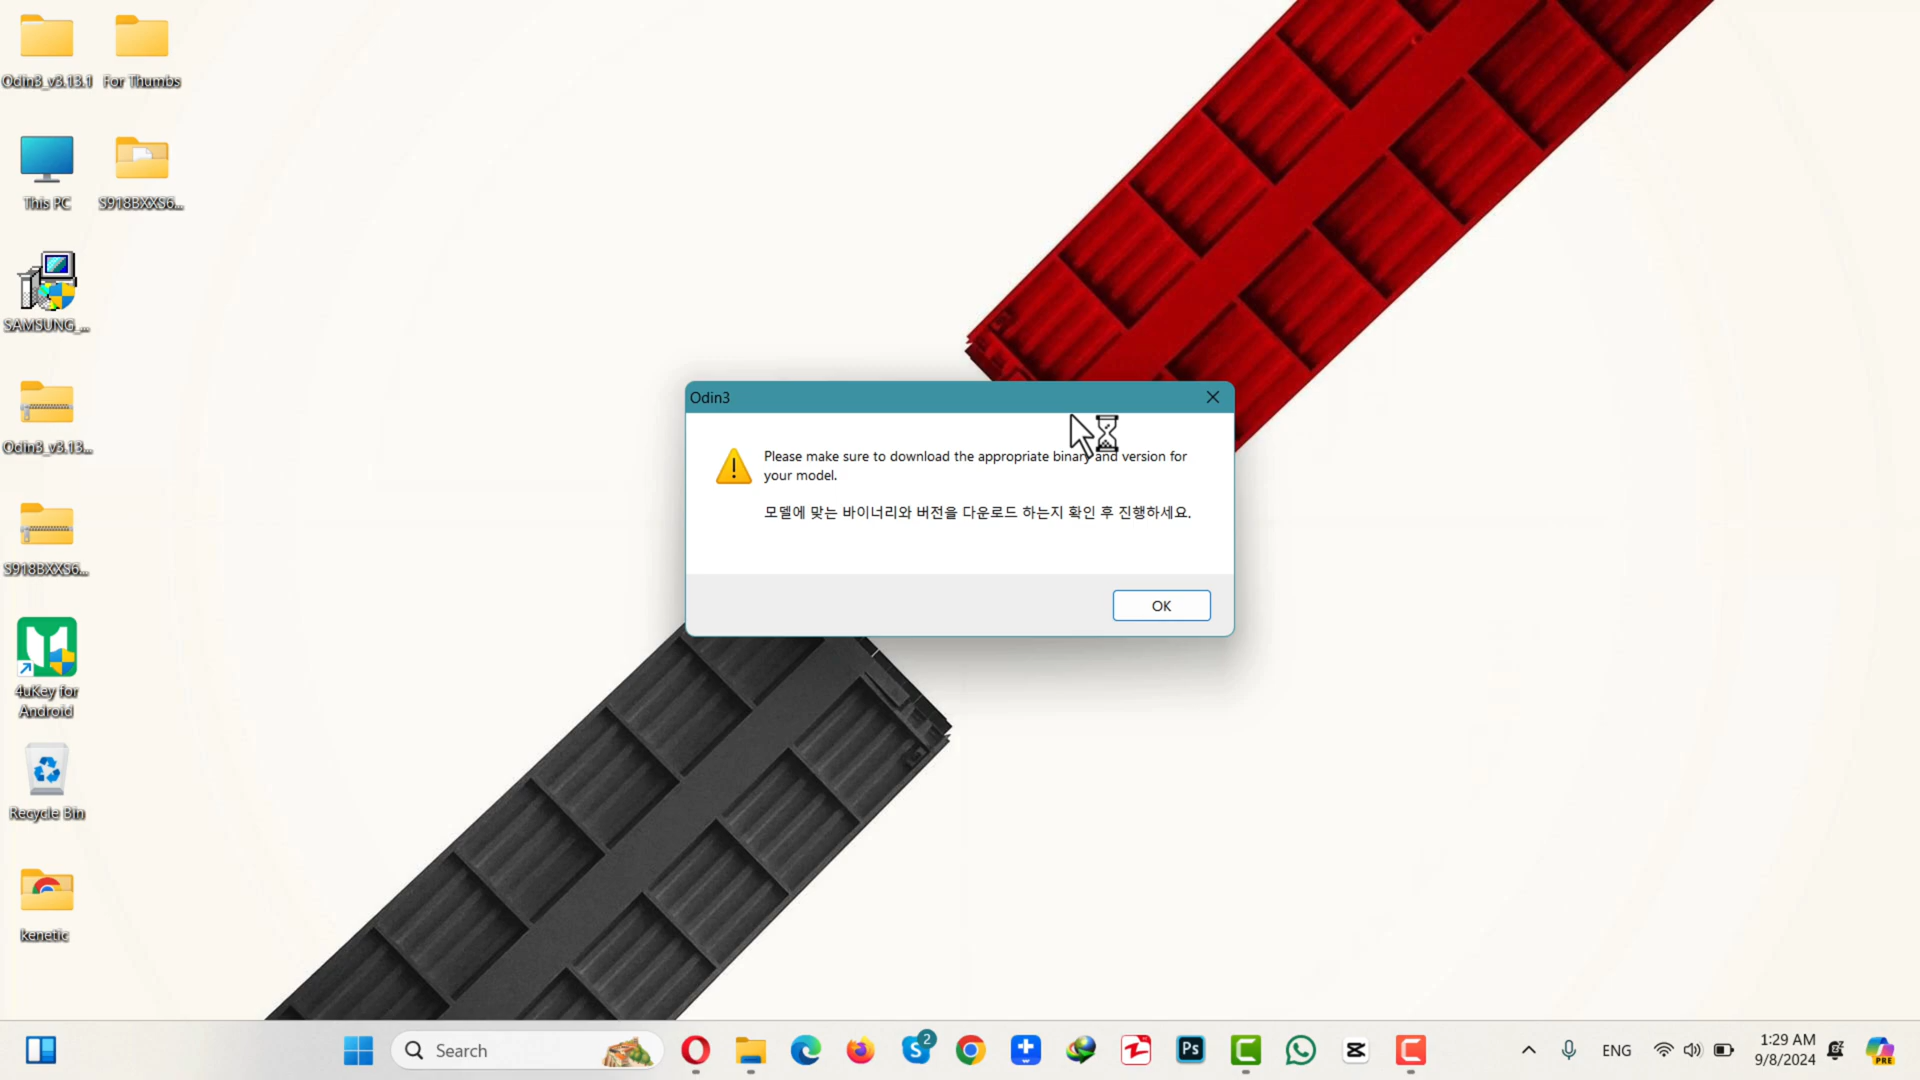 Odin3_v3.13.1
For Thumbs
This PC
S918BXXS6...
SAMSUNG_...
Odin3_v3.13...
S918BXXS6...
4uKey for
Android
Recycle Bin
kenetic
Odin3
Please make sure to download the appropriate binary and version for
your model.
모델에 맞는 바이너리와 버전을 다운로드 하는지 확인 후 진행하세요.
OK
Search
2
Ps
ENG
1:29 AM
9/8/2024
PRE